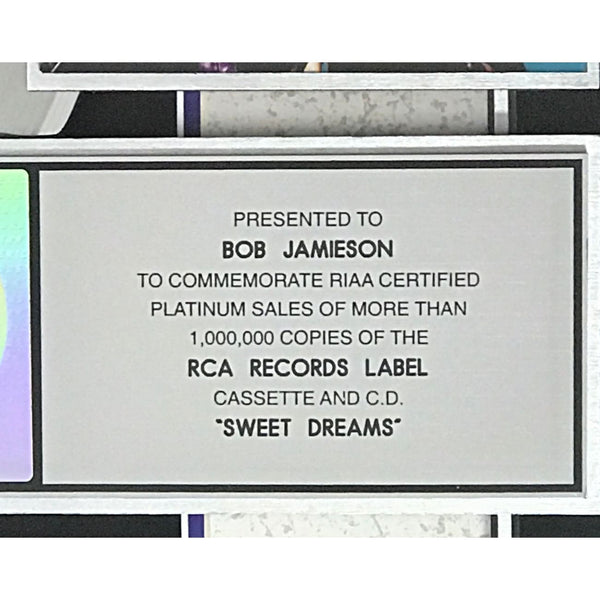 PRESENTED TO
BOB JAMIESON
TO COMMEMORATE RIAA CERTIFIED
PLATINUM SALES OF MORE THAN
1,000,000 COPIES OF THE
RCA RECORDS LABEL
CASSETTE AND C.D.
"SWEET DREAMS"